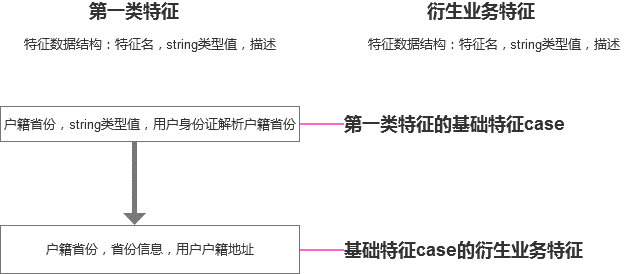 第一类特征
衍生业务特征
特征数据结构：特征名，string类型值，描述
特征数据结构：特征名，string类型值，描述
户籍省份，string类型值，用户身份证解析户籍省份
第一类特征的基础特征case
户籍省份，省份信息，用户户籍地址
基础特征case的衍生业务特征